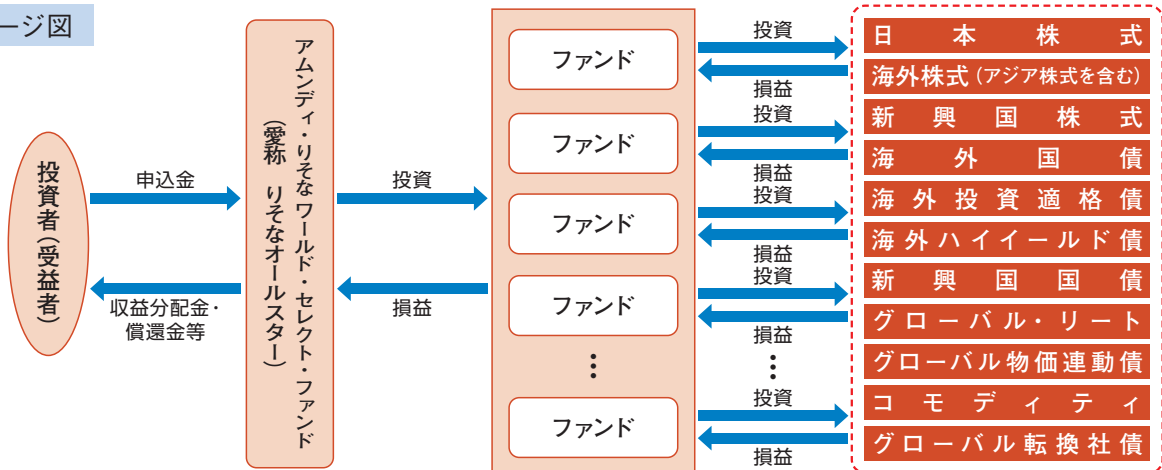 ージ図
投資者(受益者)
申込金
収益分配金・
償還金等
アムンディ・りそなワールド・セレクト・ファンド
(愛称 りそなオールスター)
投資
損益
ファンド
ファンド
ファンド
ファンド
⋮
ファンド
投資
損益
投資
損益
投資
損益
投資
損益
⋮
投資
損益
日本株式
海外株式(アジア株式を含む)
新興国株式
海外国債
海外投資適格債
海外ハイイールド債
新興国国債
グローバル・リート
グローバル物価連動債
コモディティ
グローバル転換社債